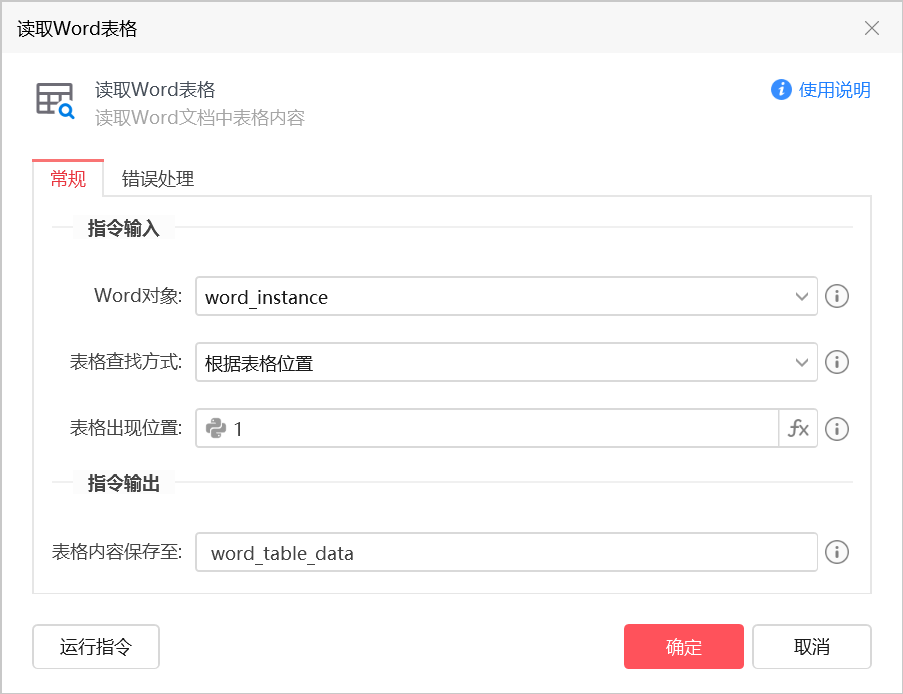 读取Word表格
读取Word表格
使用说明
读取Word文档中表格内容
常规
错误处理
指令输入
Word对象:
word_instance
表格查找方式:
根据表格位置
表格出现位置:
1
fx
指令输出
表格内容保存至:
word_table_data
运行指令
确定
取消